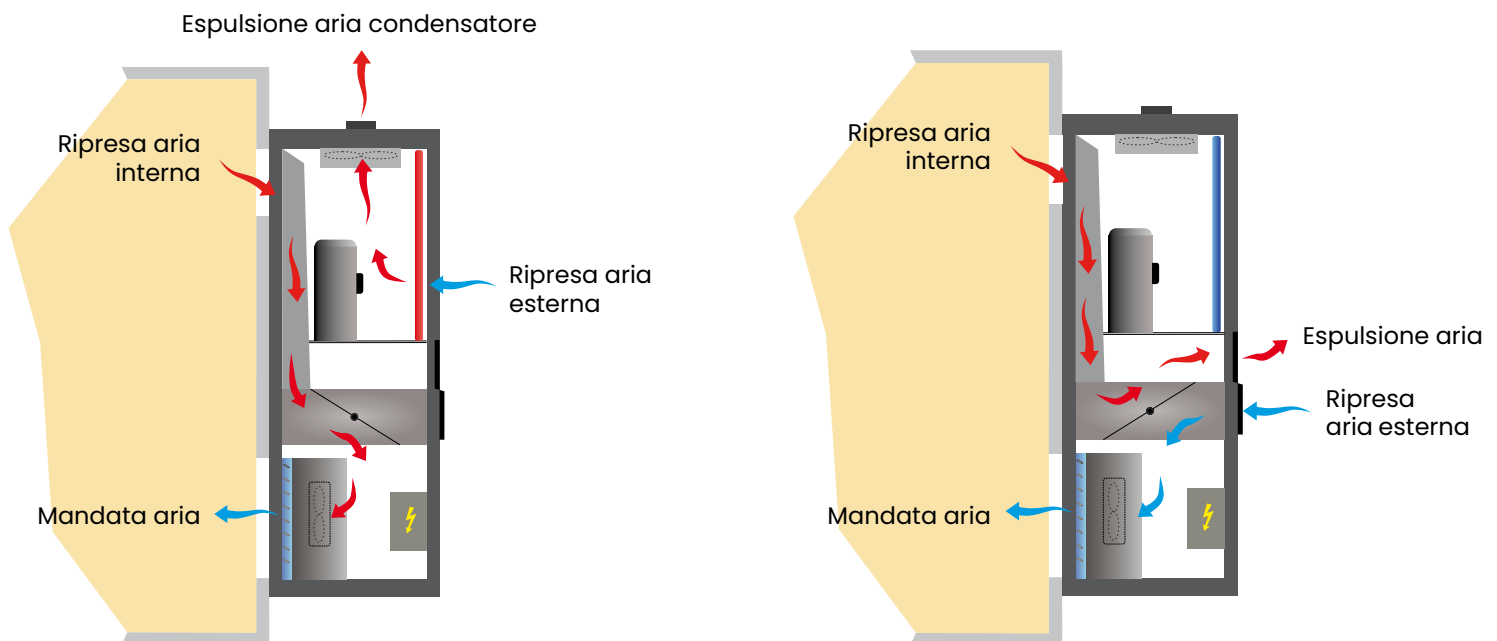 Espulsione aria condensatore
Ripresa aria
interna
Ripresa aria
esterna
Mandata aria
Ripresa aria
interna
Espulsione aria
Ripresa
aria esterna
Mandata aria